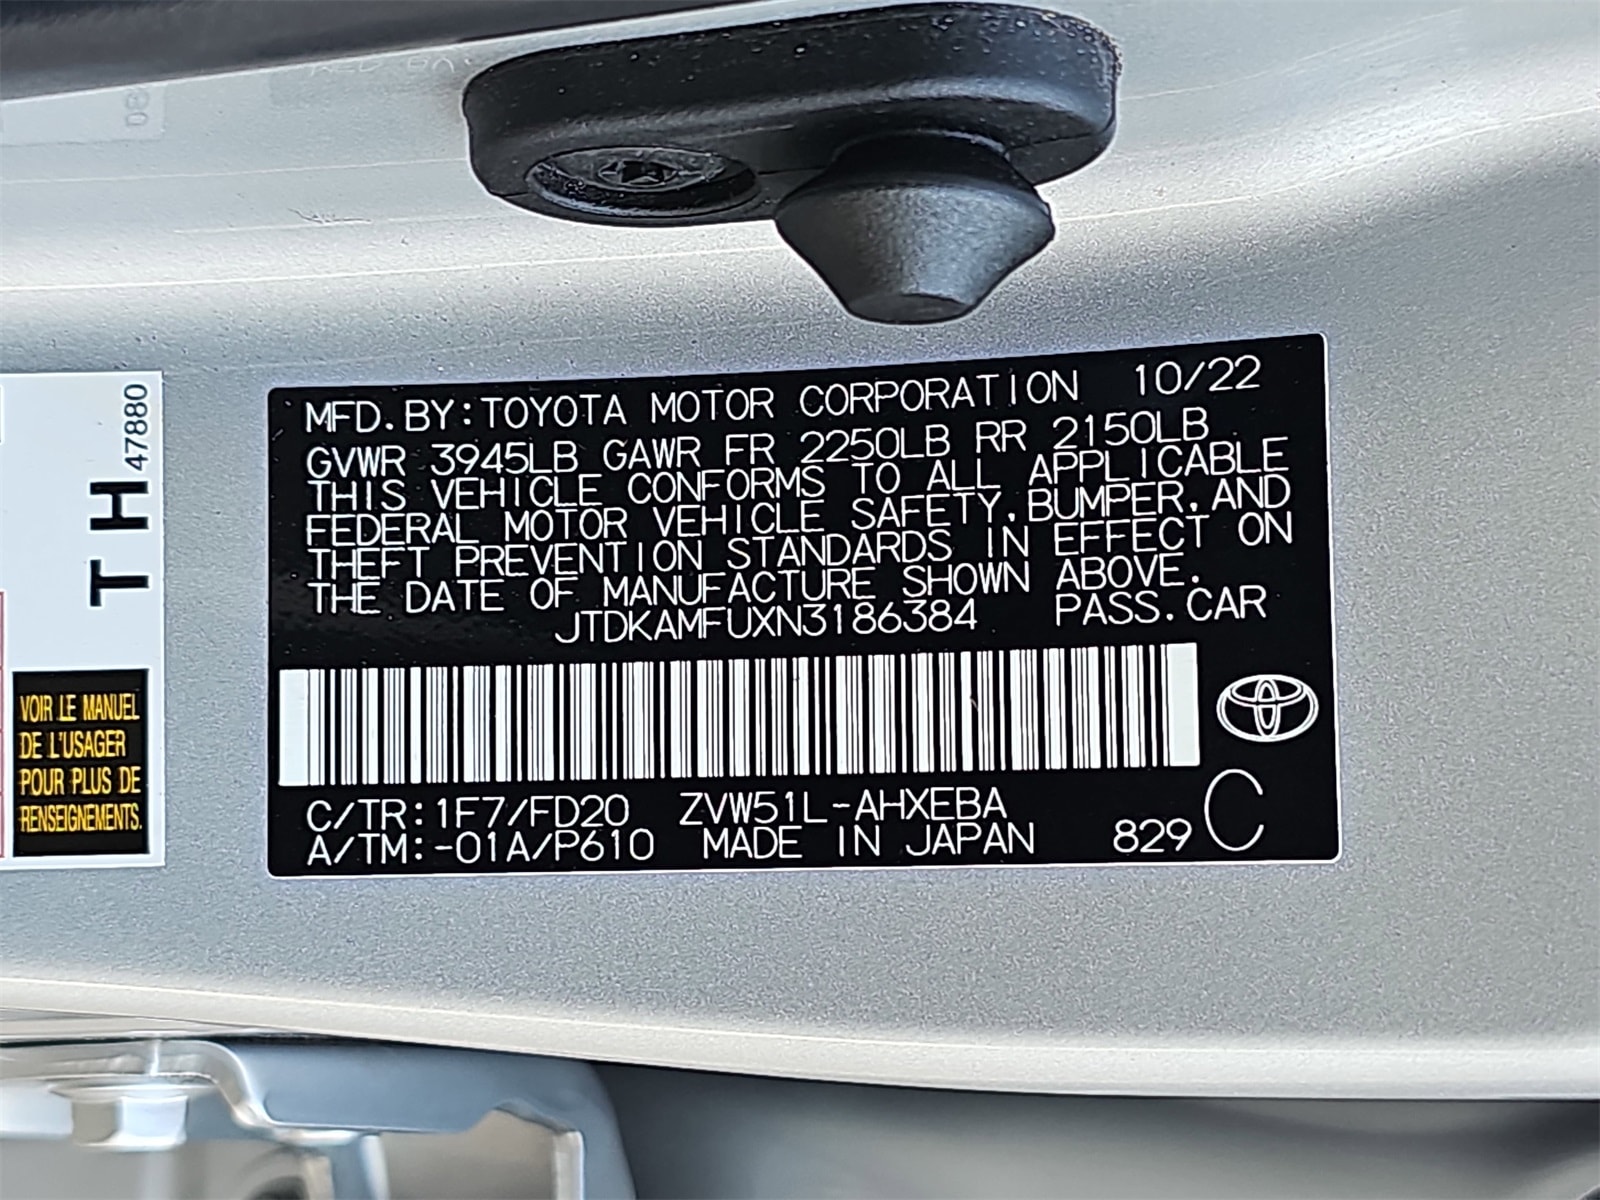 MFD.BY:TOYOTA MOTOR CORPORATION 10/22
GVWR 3945LB GAWR FR 2250LB RR 2150LB
THIS VEHICLE CONFORMS TO ALL APPLICABLE
FEDERAL MOTOR VEHICLE SAFETY,BUMPER,AND
THEFT PREVENTION STANDARDS IN EFFECT ON
THE DATE OF MANUFACTURE SHOWN ABOVE.
JTDKAMFUXN3186384 PASS.CAR
C/TR:1F7/FD20 ZVW51L-AHXEBA
A/TM:-01A/P610 MADE IN JAPAN 829 C
TH 47880
VOIR LE MANUEL
DE L'USAGER
POUR PLUS DE
RENSEIGNEMENTS.